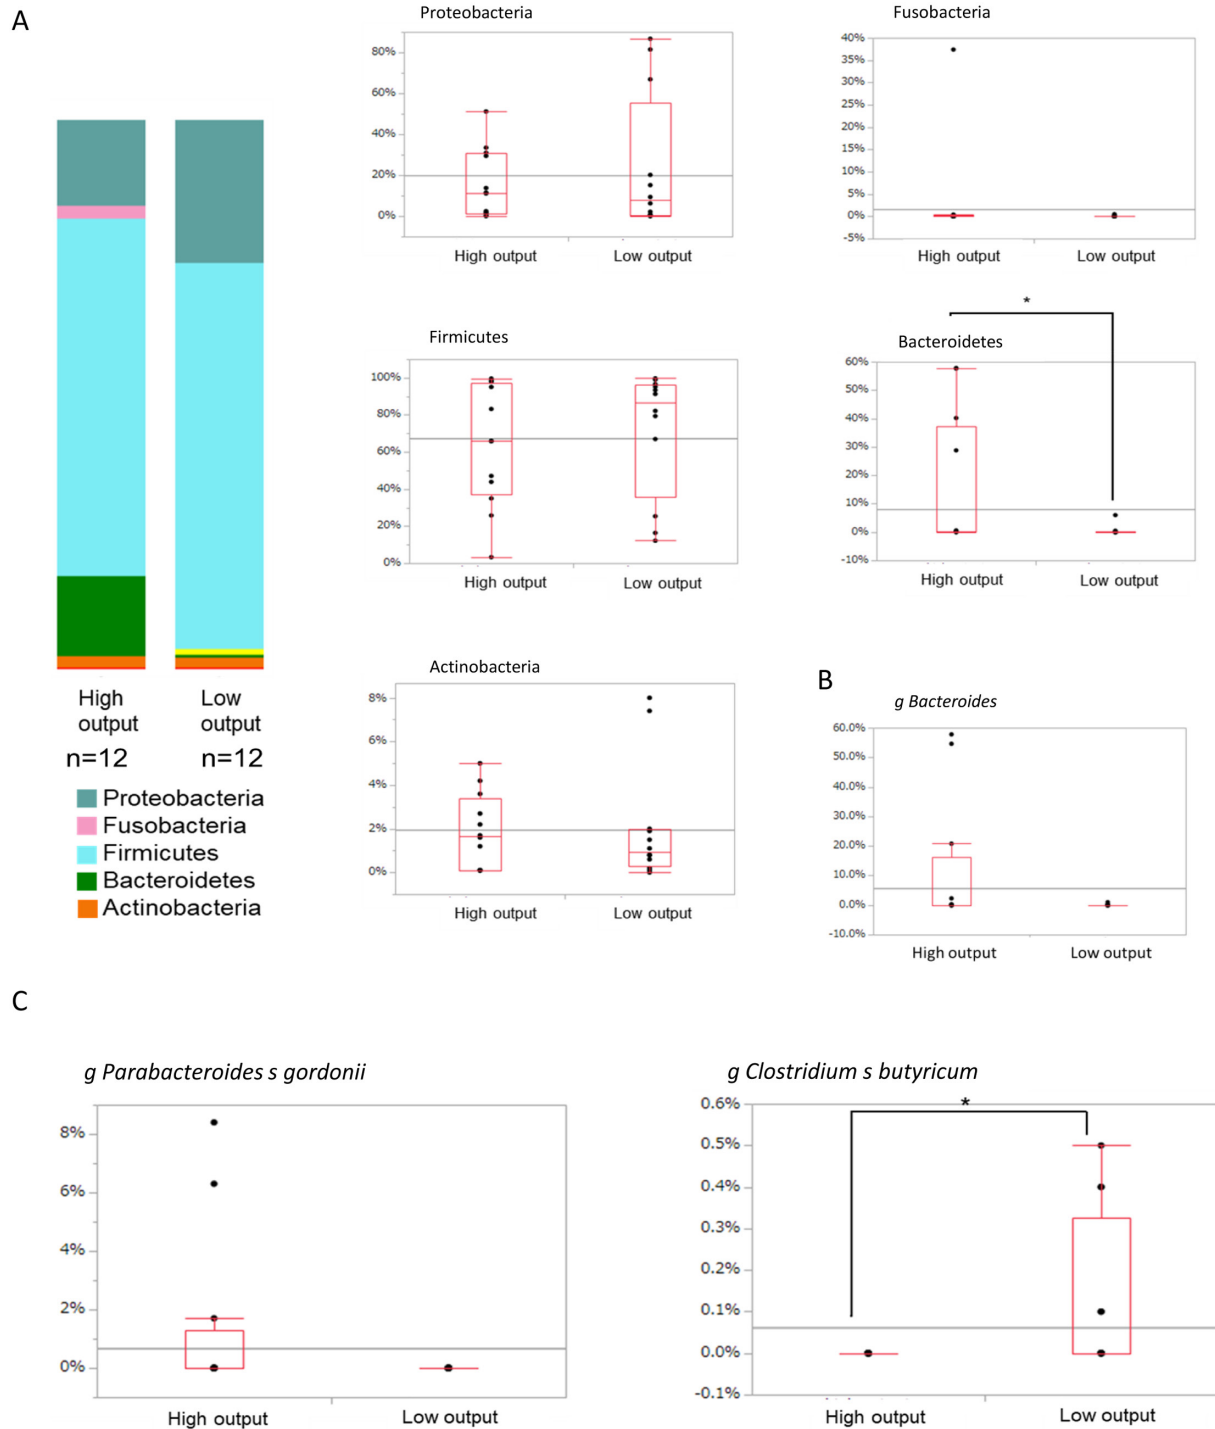 A
High
output
n=12
Low
output
n=12
Proteobacteria
Fusobacteria
Firmicutes
Bacteroidetes
Actinobacteria
Proteobacteria
80%
60%
40%
20%
0%
High output
Low output
Fusobacteria
40%
35%
30%
25%
20%
15%
10%
5%
0%
-5%
High output
Low output
Firmicutes
100%
80%
60%
40%
20%
0%
High output
Low output
*
Bacteroidetes
60%
50%
40%
30%
20%
10%
0%
-10%
High output
Low output
Actinobacteria
8%
6%
4%
2%
0%
High output
Low output
B
g Bacteroides
60.0%
50.0%
40.0%
30.0%
20.0%
10.0%
0.0%
-10.0%
High output
Low output
C
g Parabacteroides s gordonii
8%
6%
4%
2%
0%
High output
Low output
g Clostridium s butyricum
*
0.6%
0.5%
0.4%
0.3%
0.2%
0.1%
0.0%
-0.1%
High output
Low output